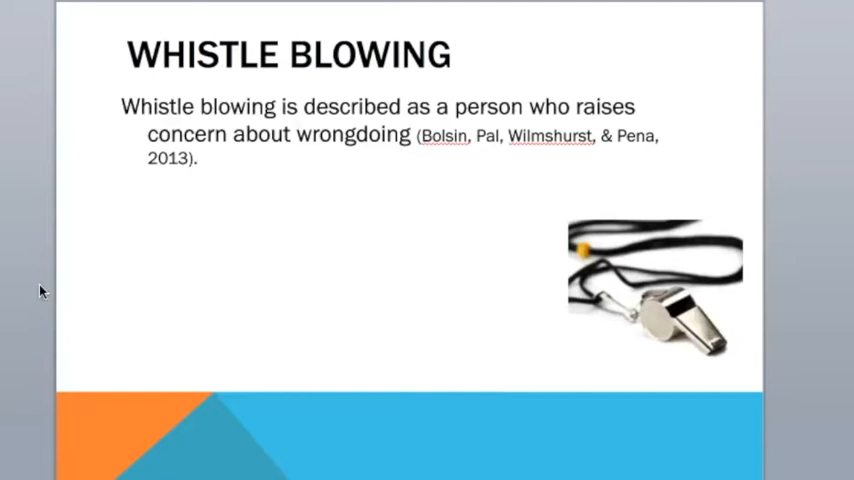 WHISTLE BLOWING
Whistle blowing is described as a person who raises
concern about wrongdoing (Bolsin, Pal, Wilmshurst, & Pena,
2013).